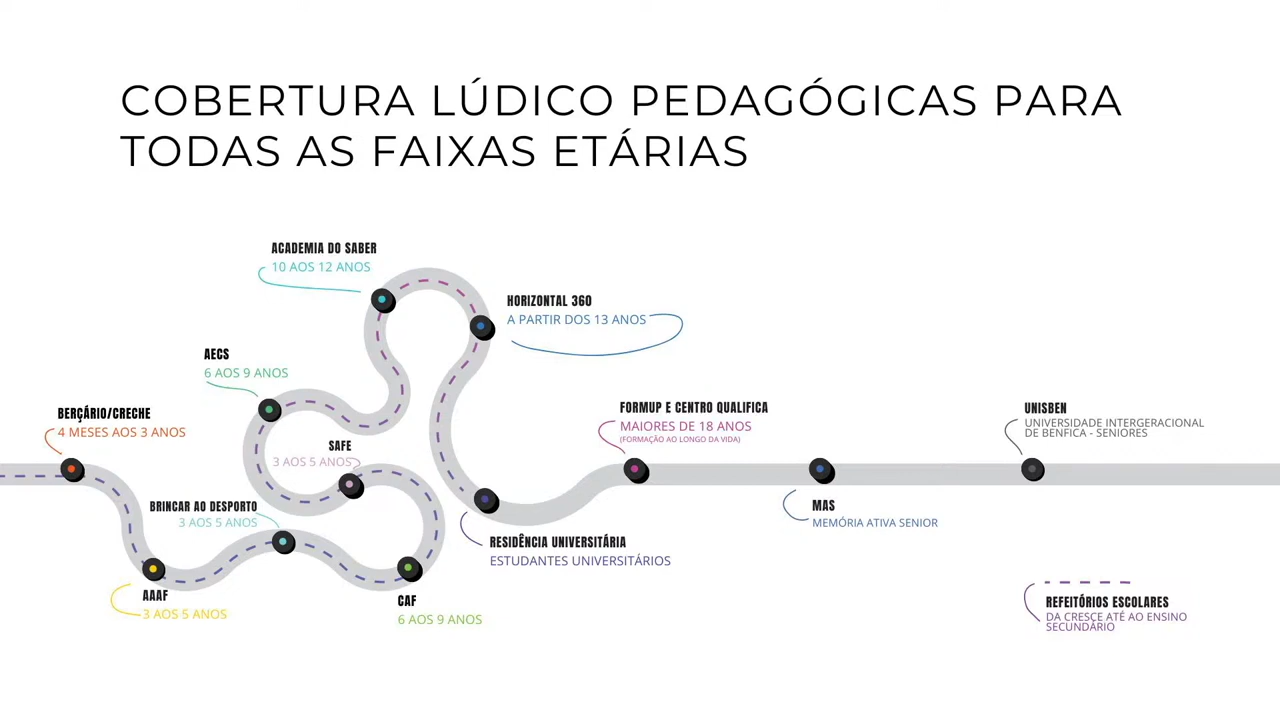 COBERTURA LÚDICO PEDAGÓGICAS PARA
TODAS AS FAIXAS ETÁRIAS
ACADEMIA DO SABER
10 AOS 12 ANOS
HORIZONTAL 360
A PARTIR DOS 13 ANOS
AECS
6 AOS 9 ANOS
BERÇÁRIO/CRECHE
4 MESES AOS 3 ANOS
SAFE
3 AOS 5 ANOS
FORMUP E CENTRO QUALIFICA
MAIORES DE 18 ANOS
(FORMAÇÃO AO LONGO DA VIDA)
UNISBEN
UNIVERSIDADE INTERGERACIONAL
DE BENFICA - SENIORES
BRINCAR AO DESPORTO
3 AOS 5 ANOS
MAS
MEMÓRIA ATIVA SENIOR
RESIDÊNCIA UNIVERSITÁRIA
ESTUDANTES UNIVERSITÁRIOS
AAAF
3 AOS 5 ANOS
CAF
6 AOS 9 ANOS
REFEITÓRIOS ESCOLARES
DA CRESCE ATÉ AO ENSINO
SECUNDÁRIO